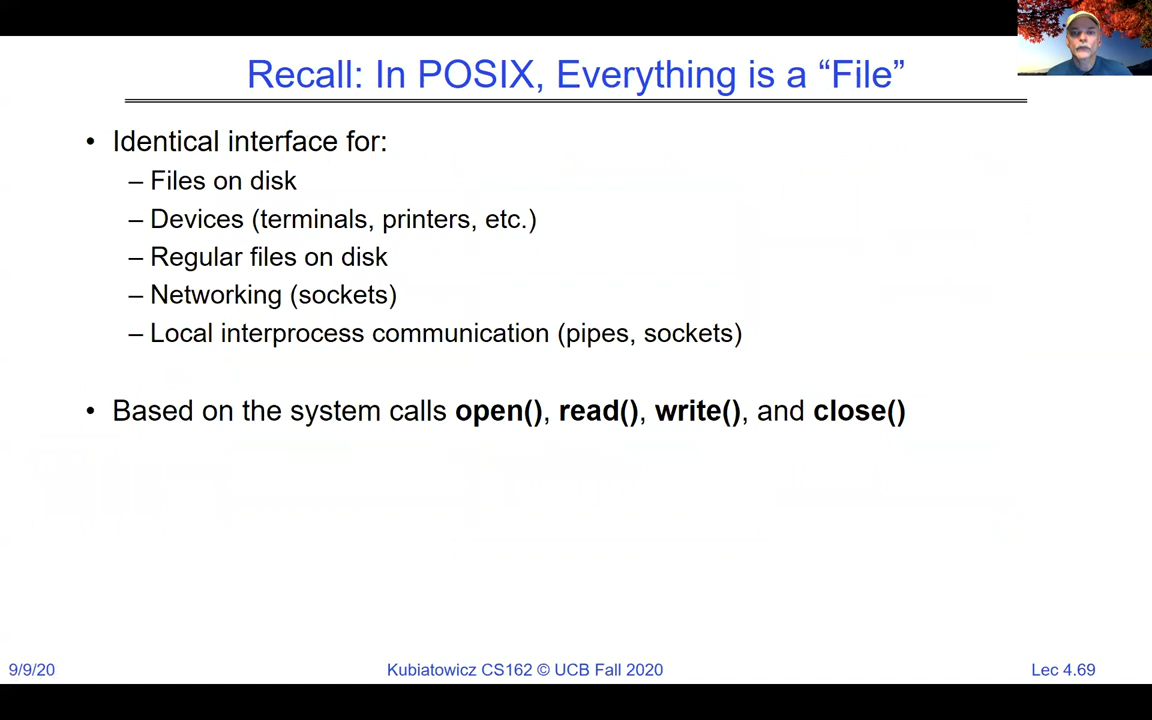 Recall: In POSIX, Everything is a “File”
• Identical interface for:
– Files on disk
– Devices (terminals, printers, etc.)
– Regular files on disk
– Networking (sockets)
– Local interprocess communication (pipes, sockets)
• Based on the system calls open(), read(), write(), and close()
9/9/20
Kubiatowicz CS162 © UCB Fall 2020
Lec 4.69